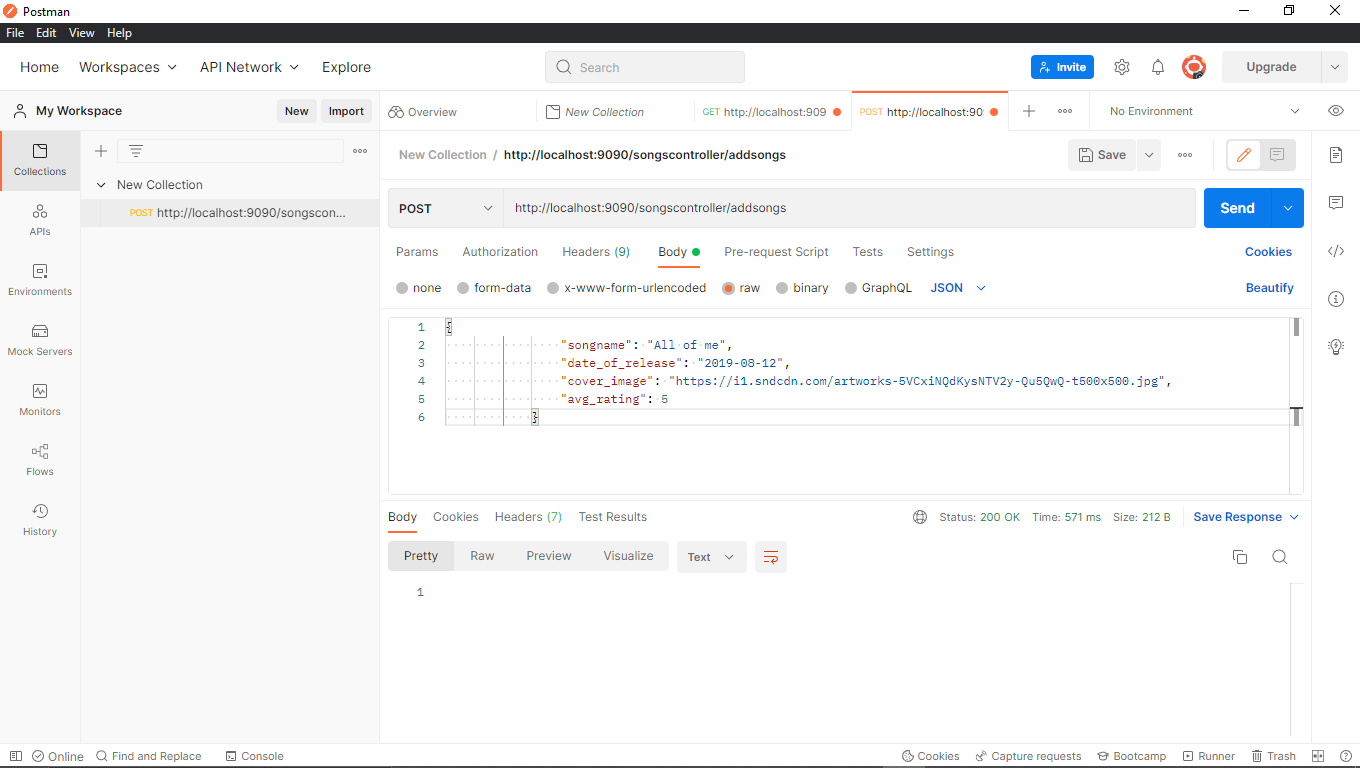 Postman
File Edit View Help
Home Workspaces API Network Explore Search Invite Upgrade
My Workspace New Import Overview New Collection GET http://localhost:909 POST http://localhost:90 No Environment
New Collection / http://localhost:9090/songscontroller/addsongs Save
Collections
APIs
Environments
Mock Servers
Monitors
Flows
History
New Collection
POST http://localhost:9090/songscon...
POST http://localhost:9090/songscontroller/addsongs Send
Params Authorization Headers (9) Body Pre-request Script Tests Settings Cookies
none form-data x-www-form-urlencoded raw binary GraphQL JSON Beautify
1 {
2 "songname": "All of me",
3 "date_of_release": "2019-08-12",
4 "cover_image": "https://i1.sndcdn.com/artworks-5VCxiNQdKysNTV2y-Qu5QwQ-t500x500.jpg",
5 "avg_rating": 5
6 }
Body Cookies Headers (7) Test Results Status: 200 OK Time: 571 ms Size: 212 B Save Response
Pretty Raw Preview Visualize Text
1
Online Find and Replace Console Cookies Capture requests Bootcamp Runner Trash